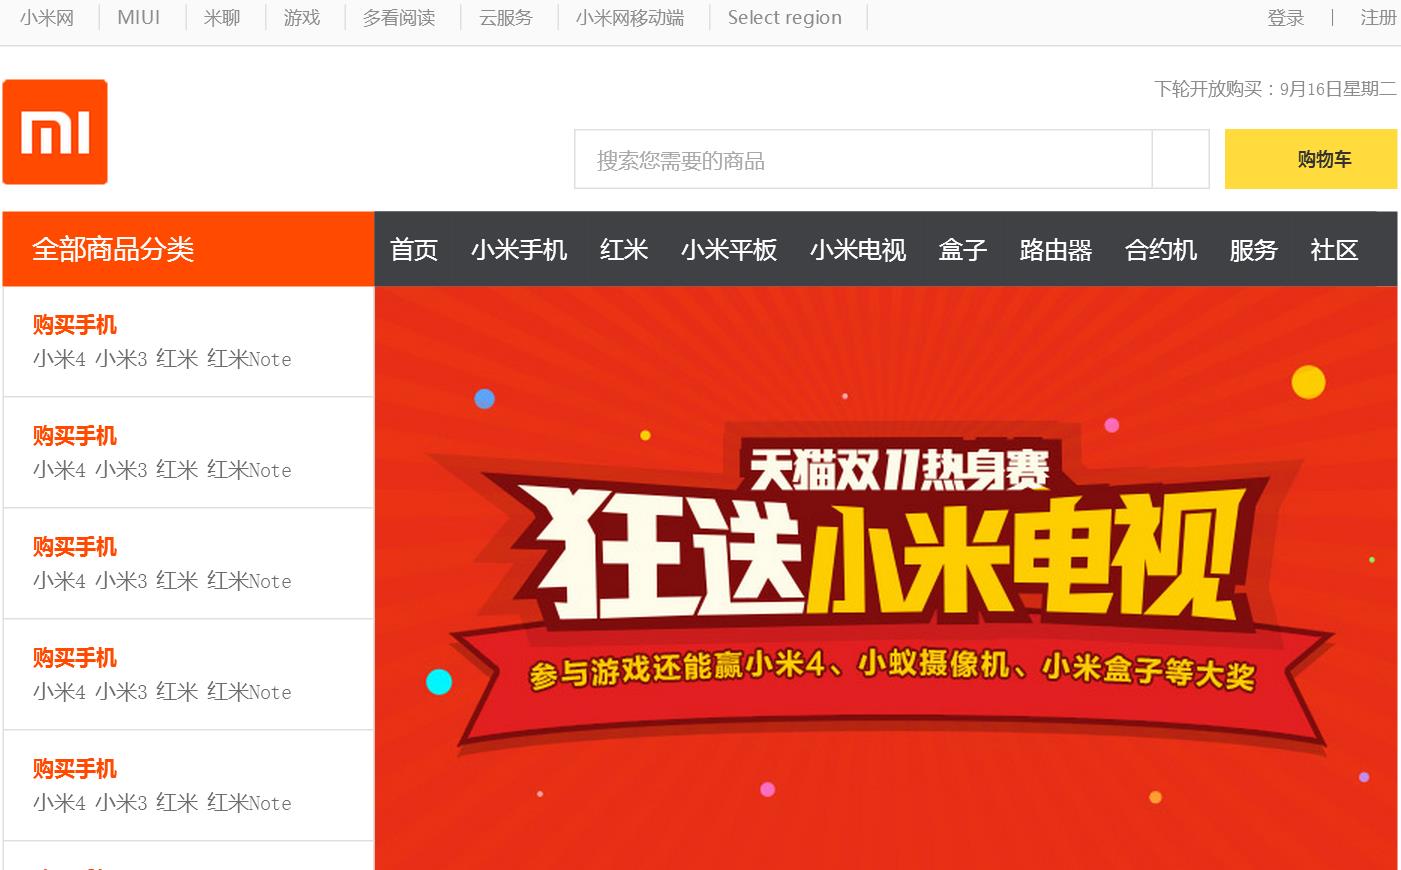 小米网 MIUI 米聊 游戏 多看阅读 云服务 小米网移动端 Select region 登录 | 注册
mi
下轮开放购买：9月16日星期二
搜索您需要的商品 购物车
全部商品分类 首页 小米手机 红米 小米平板 小米电视 盒子 路由器 合约机 服务 社区
购买手机
小米4 小米3 红米 红米Note
购买手机
小米4 小米3 红米 红米Note
购买手机
小米4 小米3 红米 红米Note
购买手机
小米4 小米3 红米 红米Note
购买手机
小米4 小米3 红米 红米Note
天猫双11热身赛
狂送小米电视
参与游戏还能赢小米4、小蚁摄像机、小米盒子等大奖